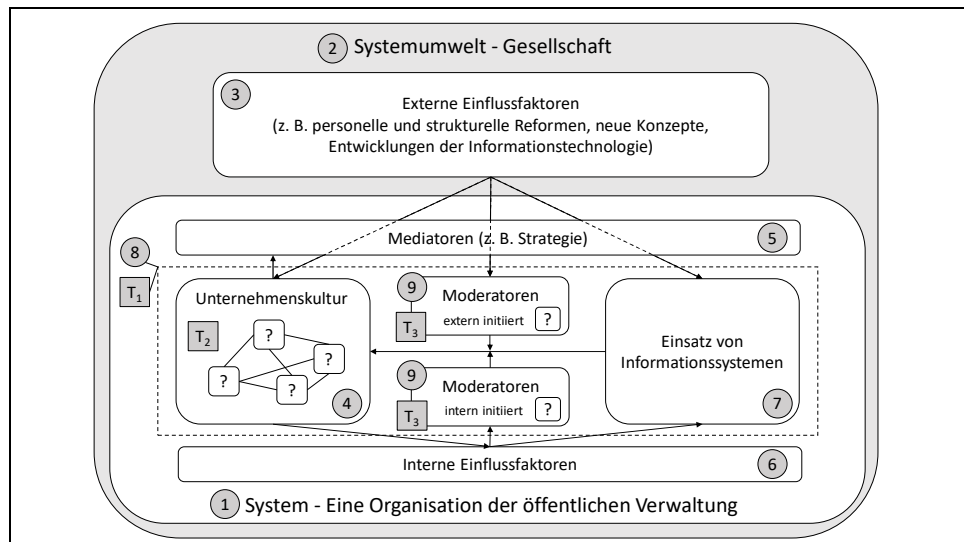 2 Systemumwelt - Gesellschaft
3
Externe Einflussfaktoren
(z. B. personelle und strukturelle Reformen, neue Konzepte,
Entwicklungen der Informationstechnologie)
Mediatoren (z. B. Strategie) 5
8
T1
Unternehmenskultur
T2
?
?
?
?
4
9
Moderatoren
extern initiiert ?
T3
9
Moderatoren
intern initiiert ?
T3
Einsatz von
Informationssystemen
7
Interne Einflussfaktoren 6
1 System - Eine Organisation der öffentlichen Verwaltung